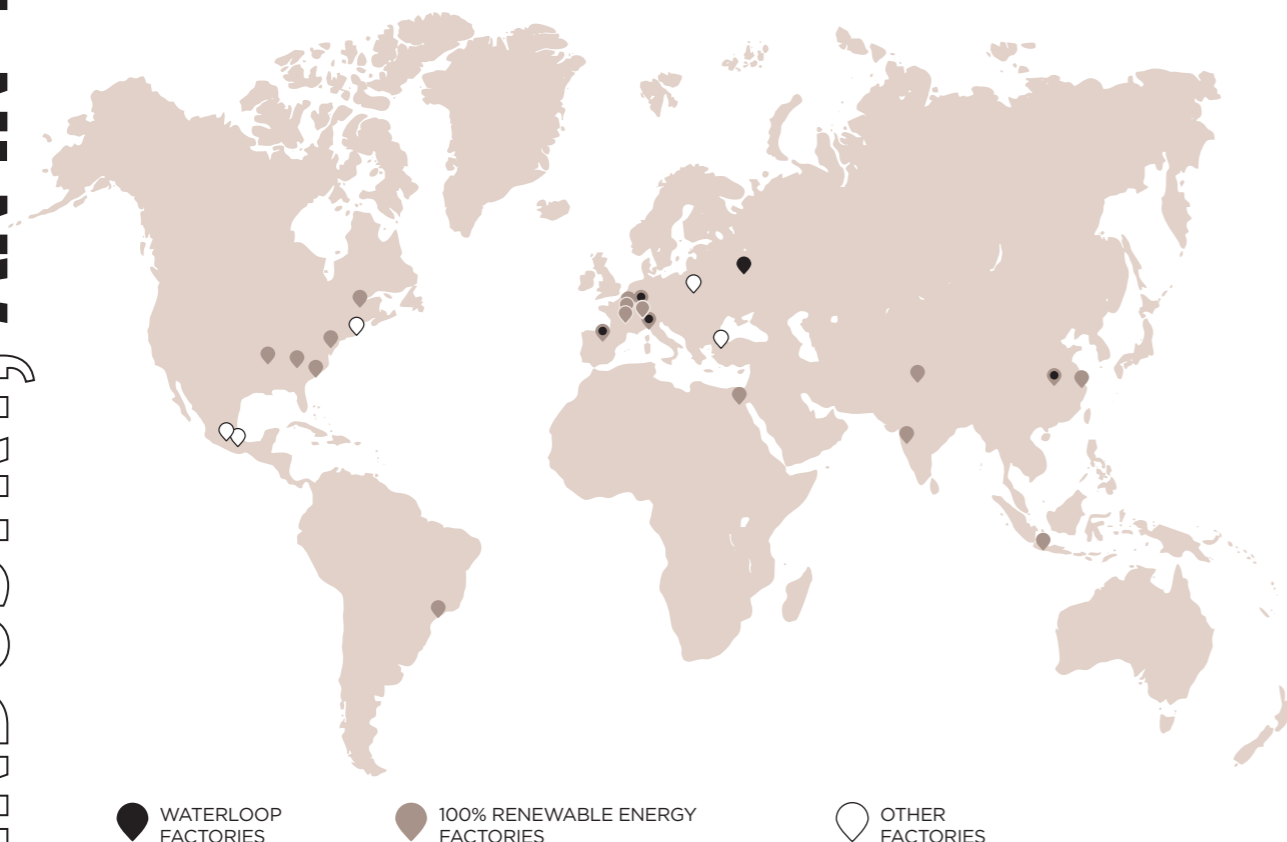 WATERLOOP
FACTORIES
100% RENEWABLE ENERGY
FACTORIES
OTHER
FACTORIES